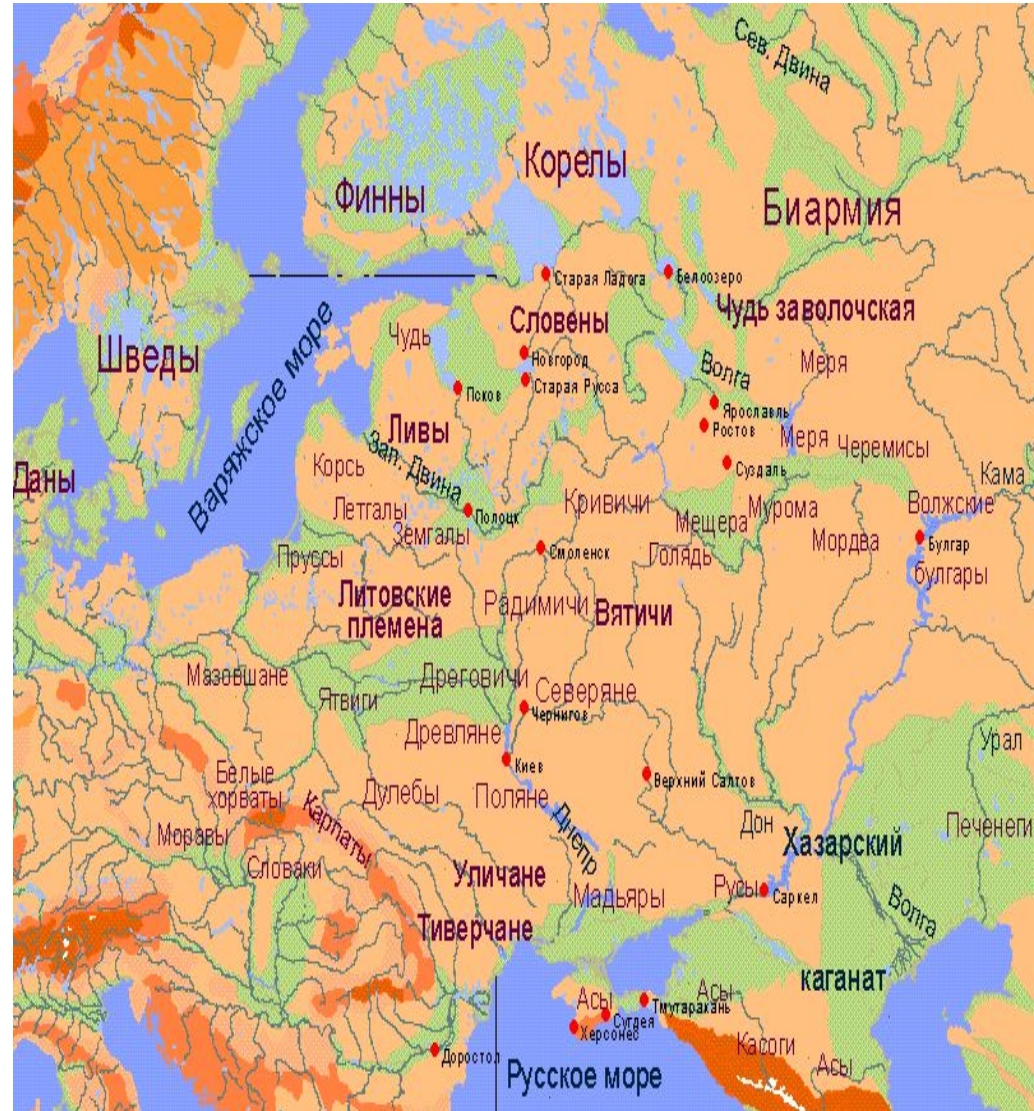 Сев. Двина
Корелы
Финны
Биармия
Старая Ладога
Белоозеро
Чудь заволочская
Словены
Чудь
Шведы
Варяжское море
Новгород
Волга
Меря
Псков
Старая Русса
Ярославль
Ростов
Ливы
Меря
Черемисы
Даны
Корсь
Зап. Двина
Суздаль
Кама
Летгалы
Кривичи
Волжские
Полоцк
Мещера
Мурома
Земгалы
Мордва
Булгар
Пруссы
Смоленск
Голядь
булгары
Литовские
племена
Радимичи
Вятичи
Мазовшане
Дреговичи
Ятвиги
Северяне
Чернигов
Древляне
Урал
Киев
Белые
хорваты
Дулебы
Поляне
Верхний Салтов
Карпаты
Днепр
Дон
Печенеги
Моравы
Хазарский
Словаки
Уличане
Мадьяры
Русы
Саркел
Волга
Тиверчане
каганат
Асы
Асы
Тмутаракань
Сугдея
Херсонес
Касоги
Доростол
Асы
Русское море